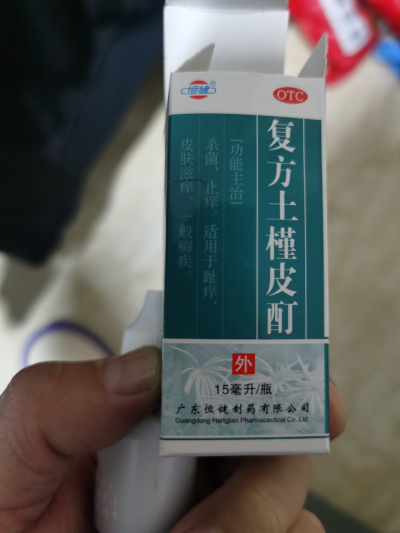 恒健
OTC
复方土槿皮酊
[功能主治]
杀菌、止痒。适用于趾痒、
皮肤滋痒、一般癣疾。
外
15毫升/瓶
广东恒健制药有限公司
Guangdong Hengjian Pharmaceutical Co.,Ltd.